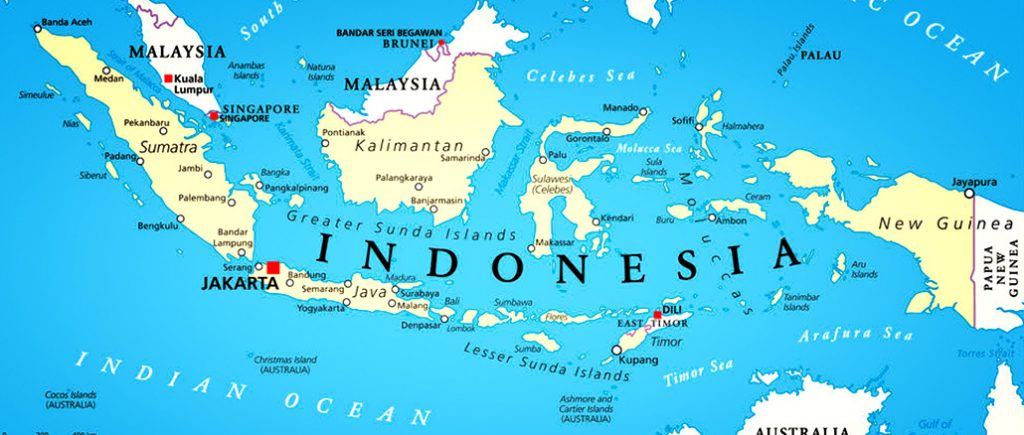 Banda Aceh
South
OCEAN
MALAYSIA
BANDAR SERI BEGAWAN
BRUNEI
PALAU
Palau Islands
Strait of Malacca
Medan
Kuala
Lumpur
Anambas
Islands
Natuna
Islands
MALAYSIA
Celebes Sea
Simeulue
Nias
SINGAPORE
SINGAPORE
Manado
Sofifi
Halmahera
Pekanbaru
Sumatra
Karimata Strait
Pontianak
Kalimantan
Samarinda
Makassar Strait
Gorontalo
Palu
Molucca Sea
Padang
Siberut
Jambi
Bangka
Pangkalpinang
Palangkaraya
Sulawesi
(Celebes)
Sula
Islands
Moluccas
Jayapura
Palembang
Banjarmasin
Buru
Ceram
Ambon
Bengkulu
Greater Sunda Islands
Kendari
New Guinea
Bandar
Lampung
Makassar
INDONESIA
PAPUA
NEW
GUINEA
Serang
JAKARTA
Bandung
Semarang
Java
Madura
Surabaya
Malang
Yogyakarta
Bali
Denpasar
Lombok
Sumbawa
Flores
Sumba
DILI
EAST TIMOR
Timor
Kupang
Aru
Islands
Tanimbar
Islands
Arafura Sea
Lesser Sunda Islands
Timor Sea
Torres Strait
INDIAN OCEAN
Christmas Island
(AUSTRALIA)
Cocos Islands
(AUSTRALIA)
Ashmore and
Cartier Islands
(AUSTRALIA)
AUSTRALIA
Gulf of